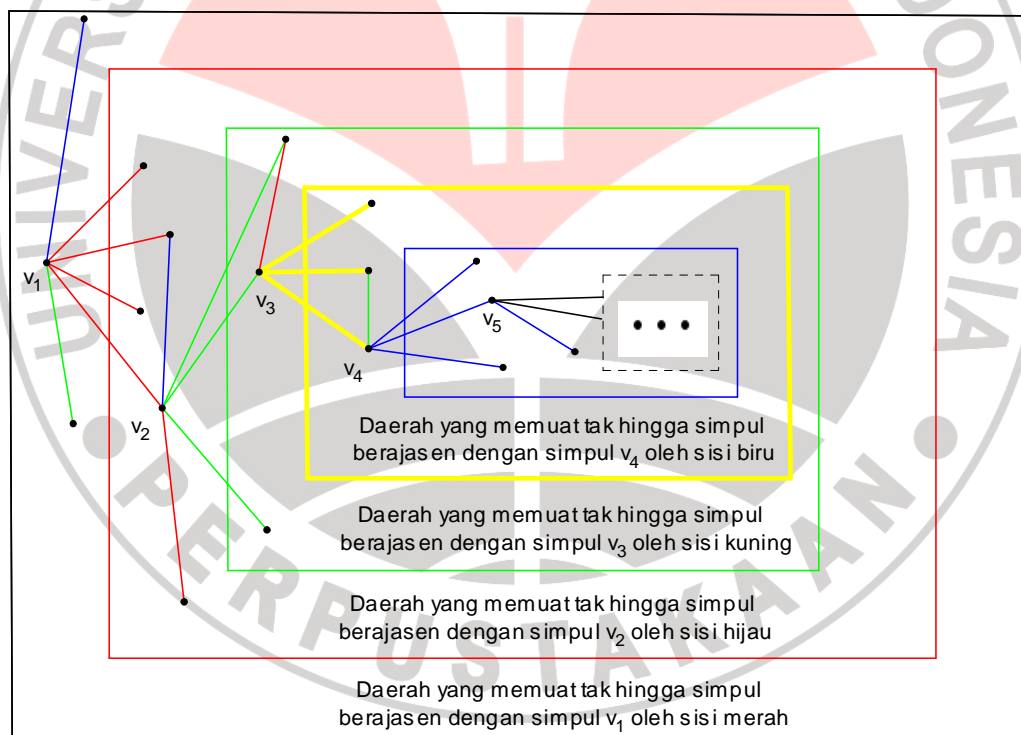 v1
v2
v3
v4
v5
Daerah yang memuat tak hingga simpul
berajasen dengan simpul v4 oleh sisi biru
Daerah yang memuat tak hingga simpul
berajasen dengan simpul v3 oleh sisi kuning
Daerah yang memuat tak hingga simpul
berajasen dengan simpul v2 oleh sisi hijau
Daerah yang memuat tak hingga simpul
berajasen dengan simpul v1 oleh sisi merah
PERPUSTAKAAN